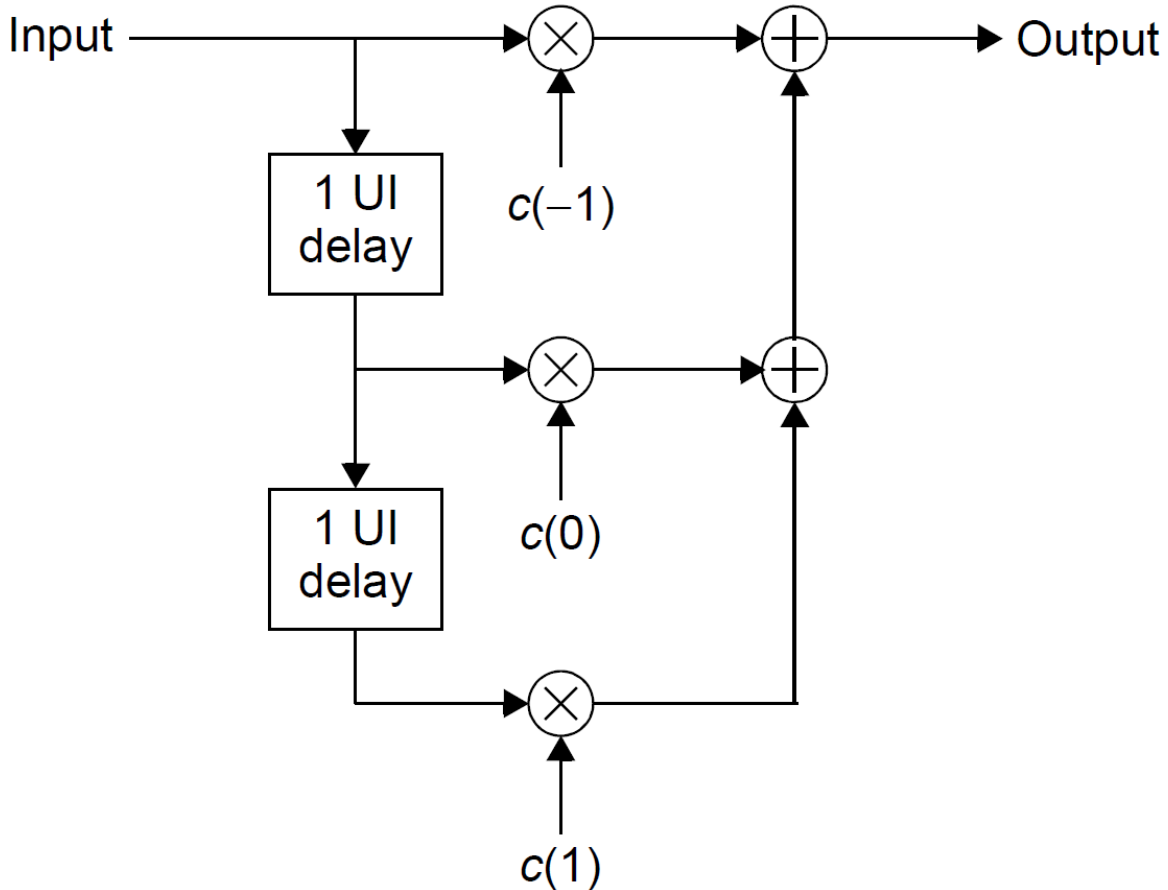 Input
Output
c(−1)
1 UI
delay
c(0)
1 UI
delay
c(1)